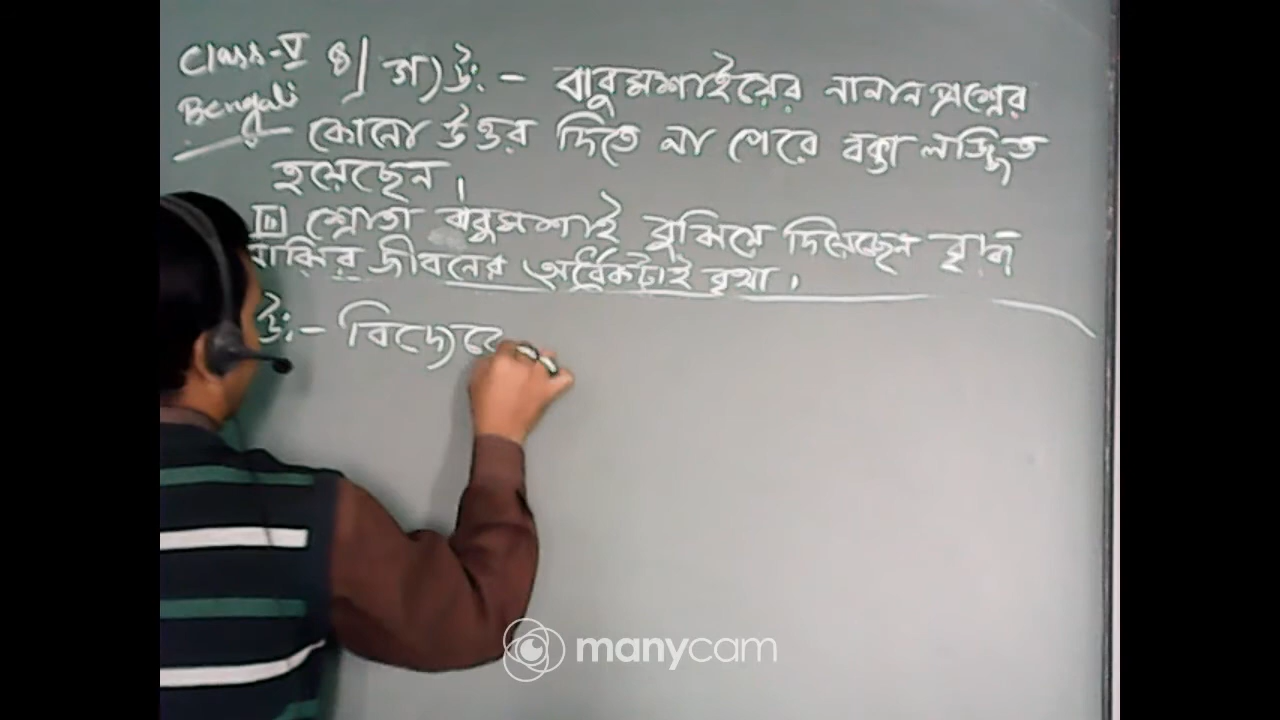 Class-V ৪| গ) উঃ - বাবুমশাইয়ের নানান প্রশ্নের
Bengali কোনো উত্তর দিতে না পেরে বক্তা লজ্জিত
হয়েছেন।
শ্রোতা বাবুমশাই বুঝিয়ে দিয়েছেন
মাঝির জীবনের অর্ধেকটাই বৃথা।
উঃ - বিদ্যেবো
manycam